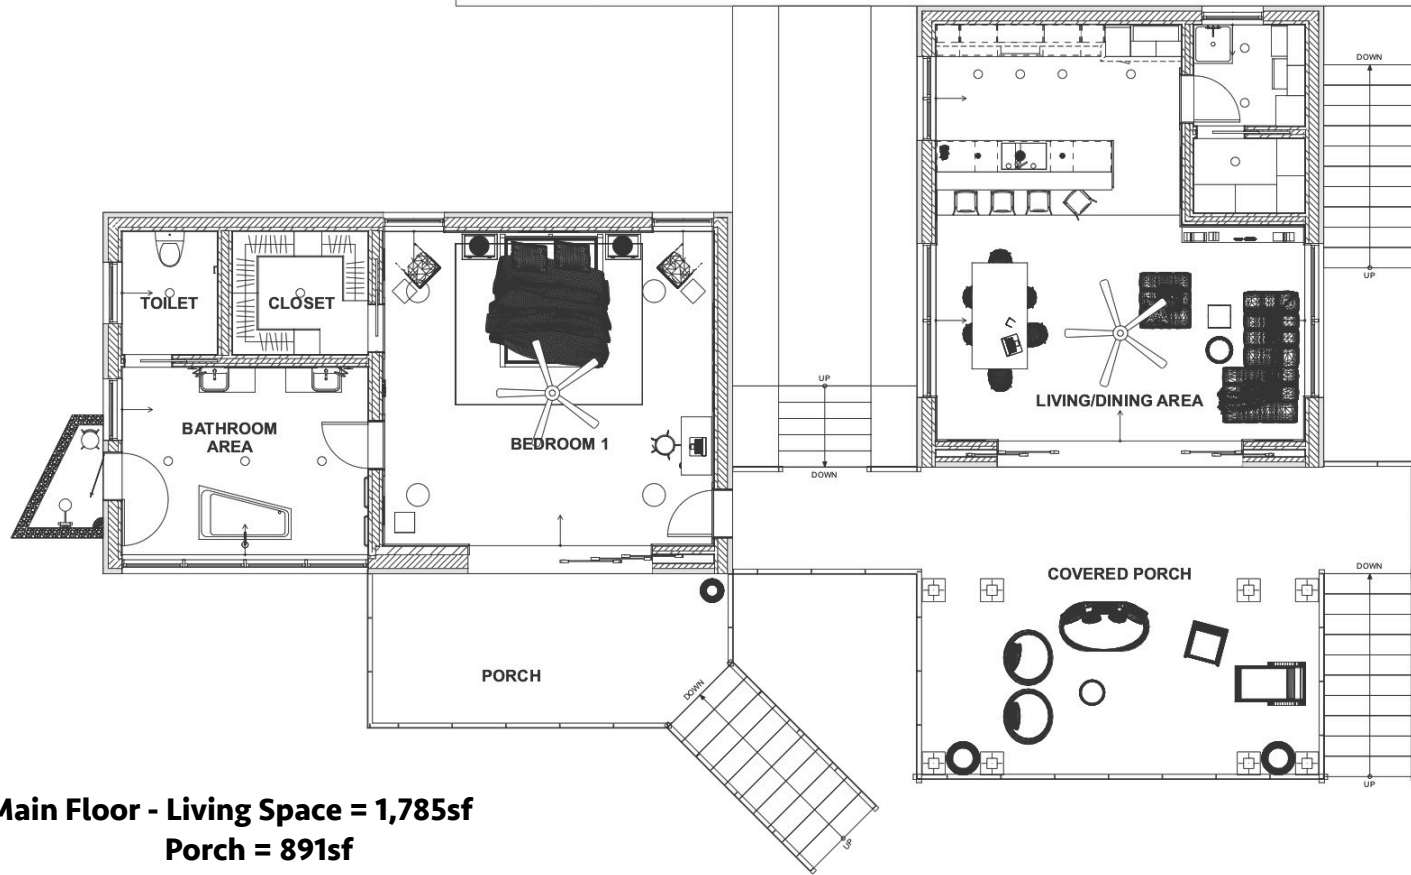 DOWN
UP
TOILET
CLOSET
UP
LIVING/DINING AREA
BATHROOM
AREA
BEDROOM 1
DOWN
COVERED PORCH
DOWN
PORCH
DOWN
UP
UP
Main Floor - Living Space = 1,785sf
Porch = 891sf